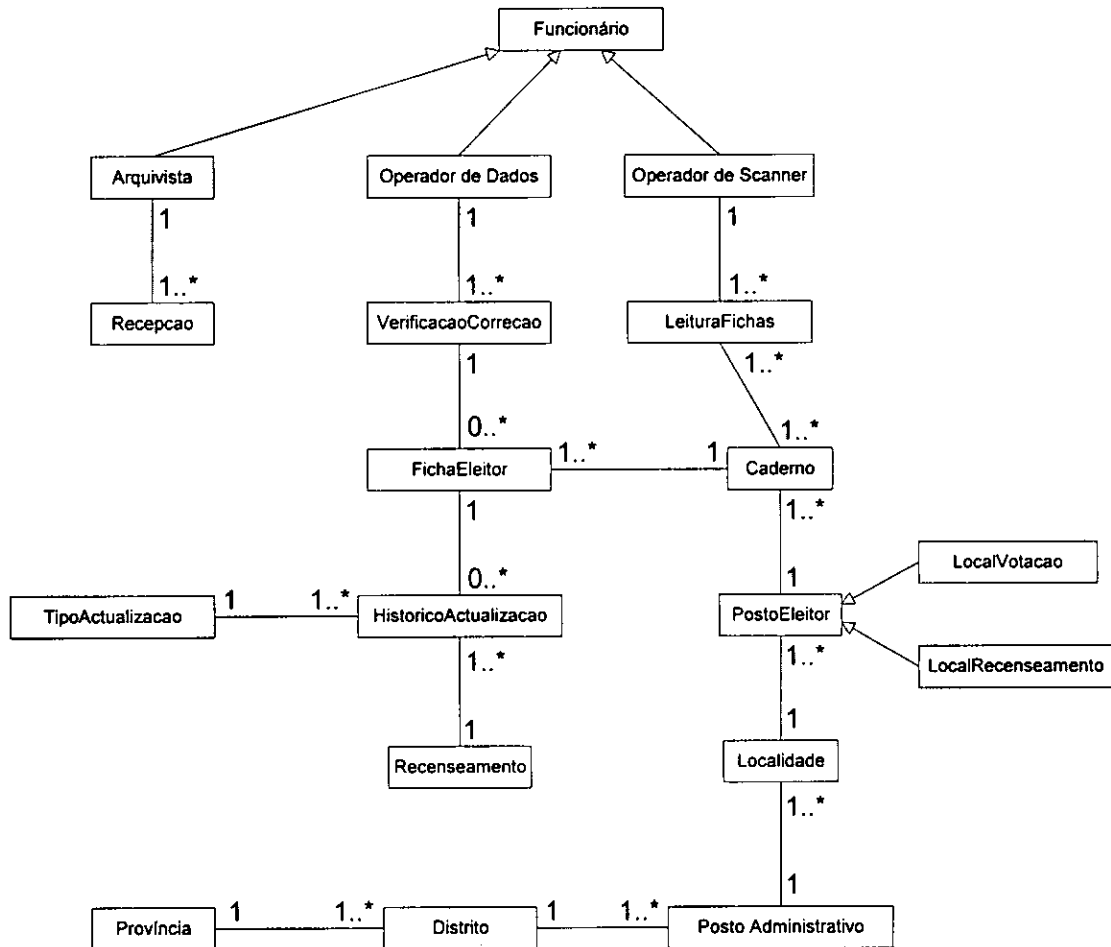 Funcionário
Arquivista
Operador de Dados
Operador de Scanner
1
1
1
1..*
1..*
1..*
Recepcao
VerificacaoCorrecao
LeituraFichas
1
1..*
0..*
1..*
1..*
1
FichaEleitor
Caderno
1
1..*
LocalVotacao
0..*
1
1
1..*
TipoActualizacao
HistoricoActualizacao
PostoEleitor
1..*
1..*
LocalRecenseamento
1
1
Recenseamento
Localidade
1..*
1
1
1..*
1
1..*
Província
Distrito
Posto Administrativo